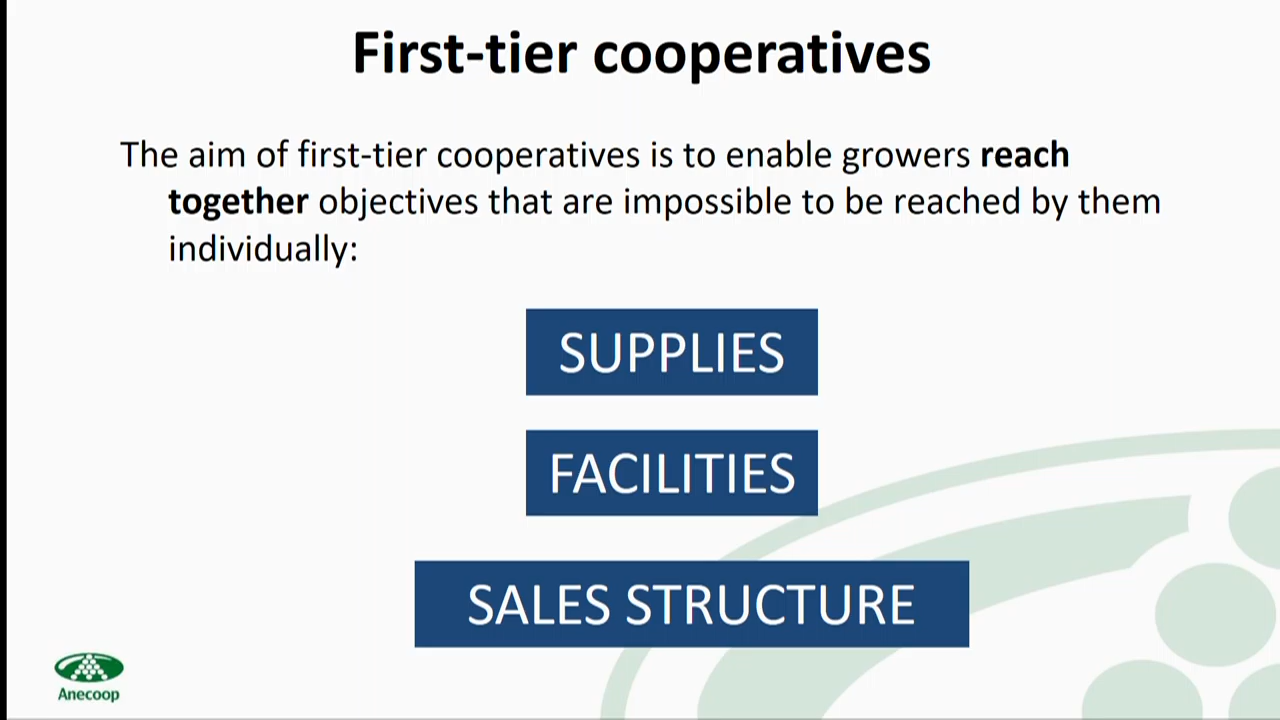 First-tier cooperatives
The aim of first-tier cooperatives is to enable growers reach
together objectives that are impossible to be reached by them
individually:
SUPPLIES
FACILITIES
SALES STRUCTURE
Anecoop